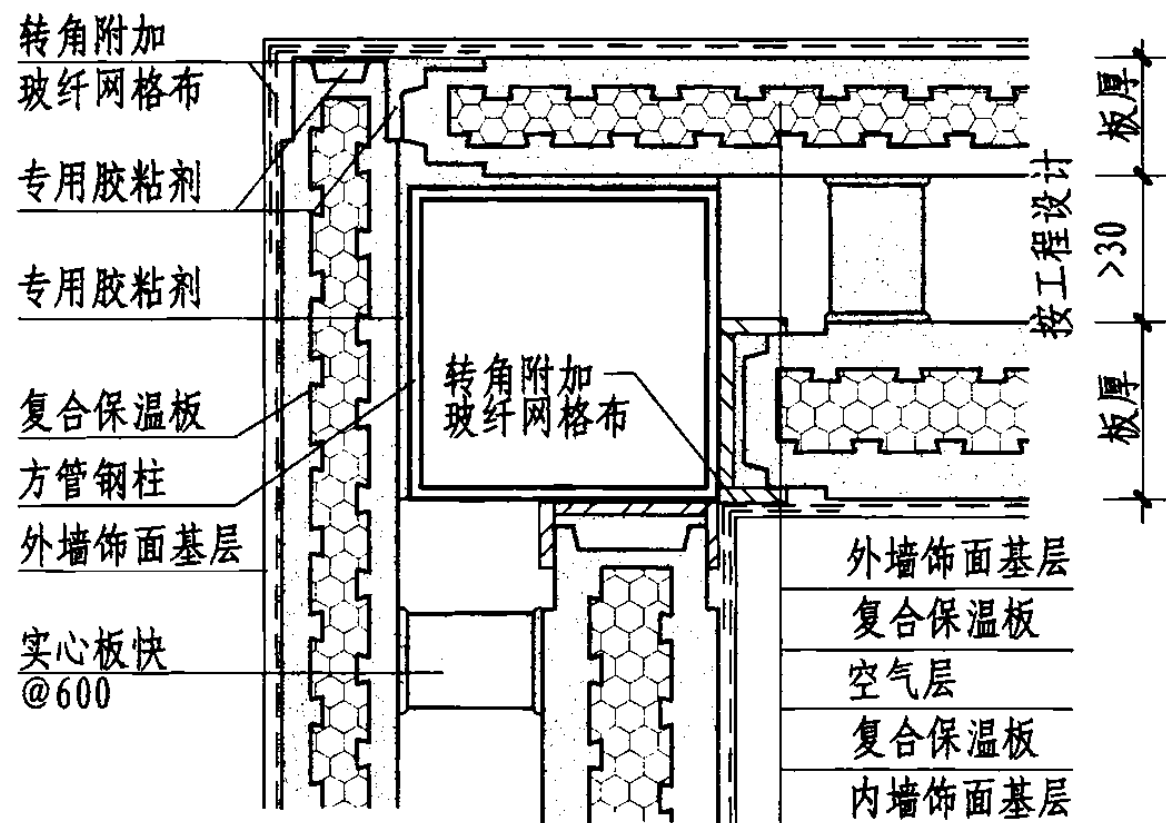 转角附加
玻纤网格布
专用胶粘剂
专用胶粘剂
复合保温板
方管钢柱
外墙饰面基层
实心板快
@600
转角附加
玻纤网格布
板厚
按工程设计
>30
板厚
外墙饰面基层
复合保温板
空气层
复合保温板
内墙饰面基层